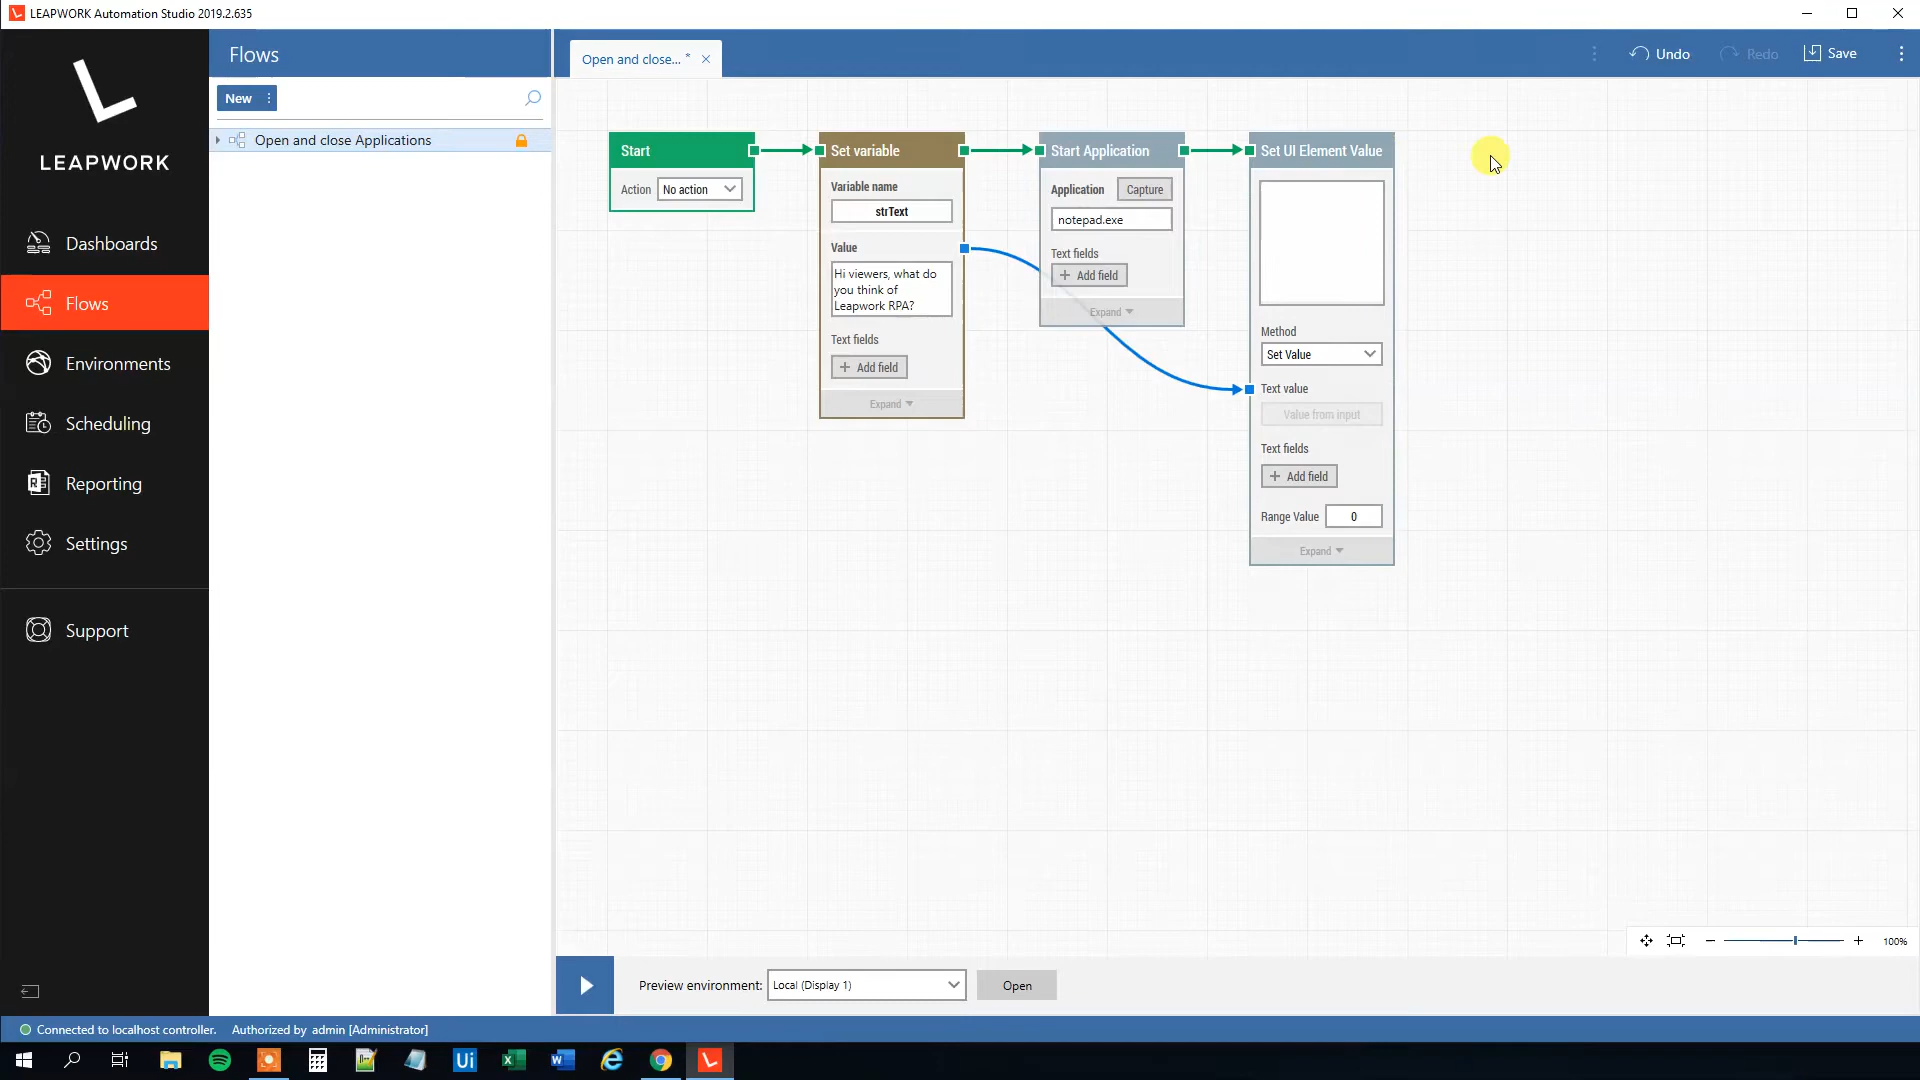 LEAPWORK Automation Studio 2019.2.635
Flows
Open and close... *
Undo
Redo
Save
New
Open and close Applications
LEAPWORK
Dashboards
Flows
Environments
Scheduling
Reporting
Settings
Support
Start
Action No action
Set variable
Variable name
strText
Value
Hi viewers, what do
you think of
Leapwork RPA?
Text fields
+ Add field
Expand
Start Application
Application Capture
notepad.exe
Text fields
+ Add field
Expand
Set UI Element Value
Method
Set Value
Text value
Value from input
Text fields
+ Add field
Range Value 0
Expand
100%
Preview environment: Local (Display 1) Open
Connected to localhost controller. Authorized by admin [Administrator]
Ui